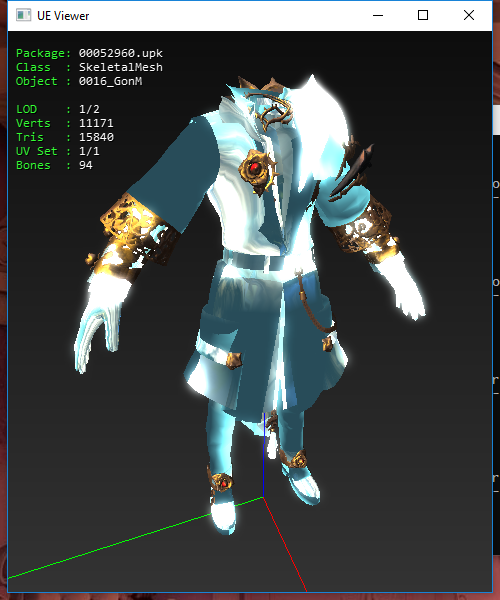 UE Viewer
Package: 00052960.upk
Class : SkeletalMesh
Object : 0016_GonM
LOD : 1/2
Verts : 11171
Tris : 15840
UV Set : 1/1
Bones : 94